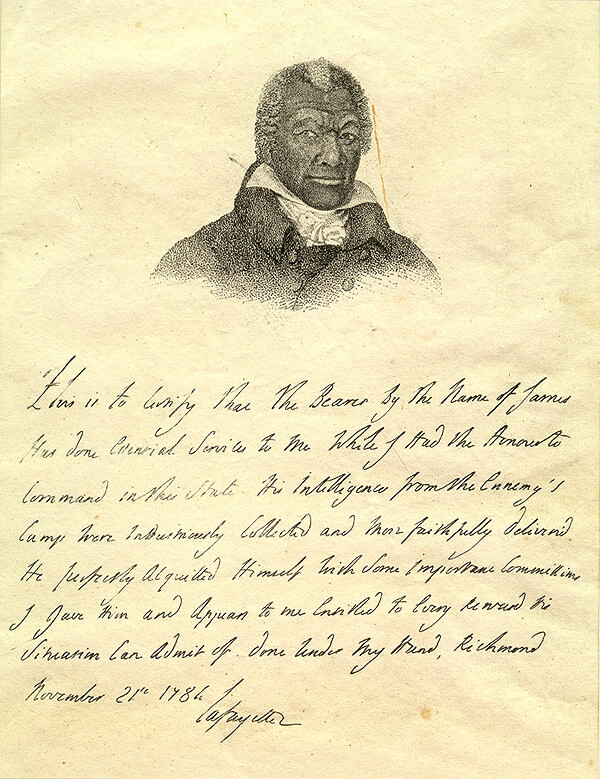 This is to Certify that the Bearer By the Name of James
Has done Essential Services to Me While I Had the Honour to
Command in this State. His Intelligences from the Ennemy's
Camp were Industriously Collected and More faithfully deliver'd
He perfectly Acquitted Himself With Some Important Commissions
I Gave Him and Appears to me Entitled to Every Reward his
Situation Can Admit of. done Under My Hand, Richmond
November 21st 1784
Lafayette